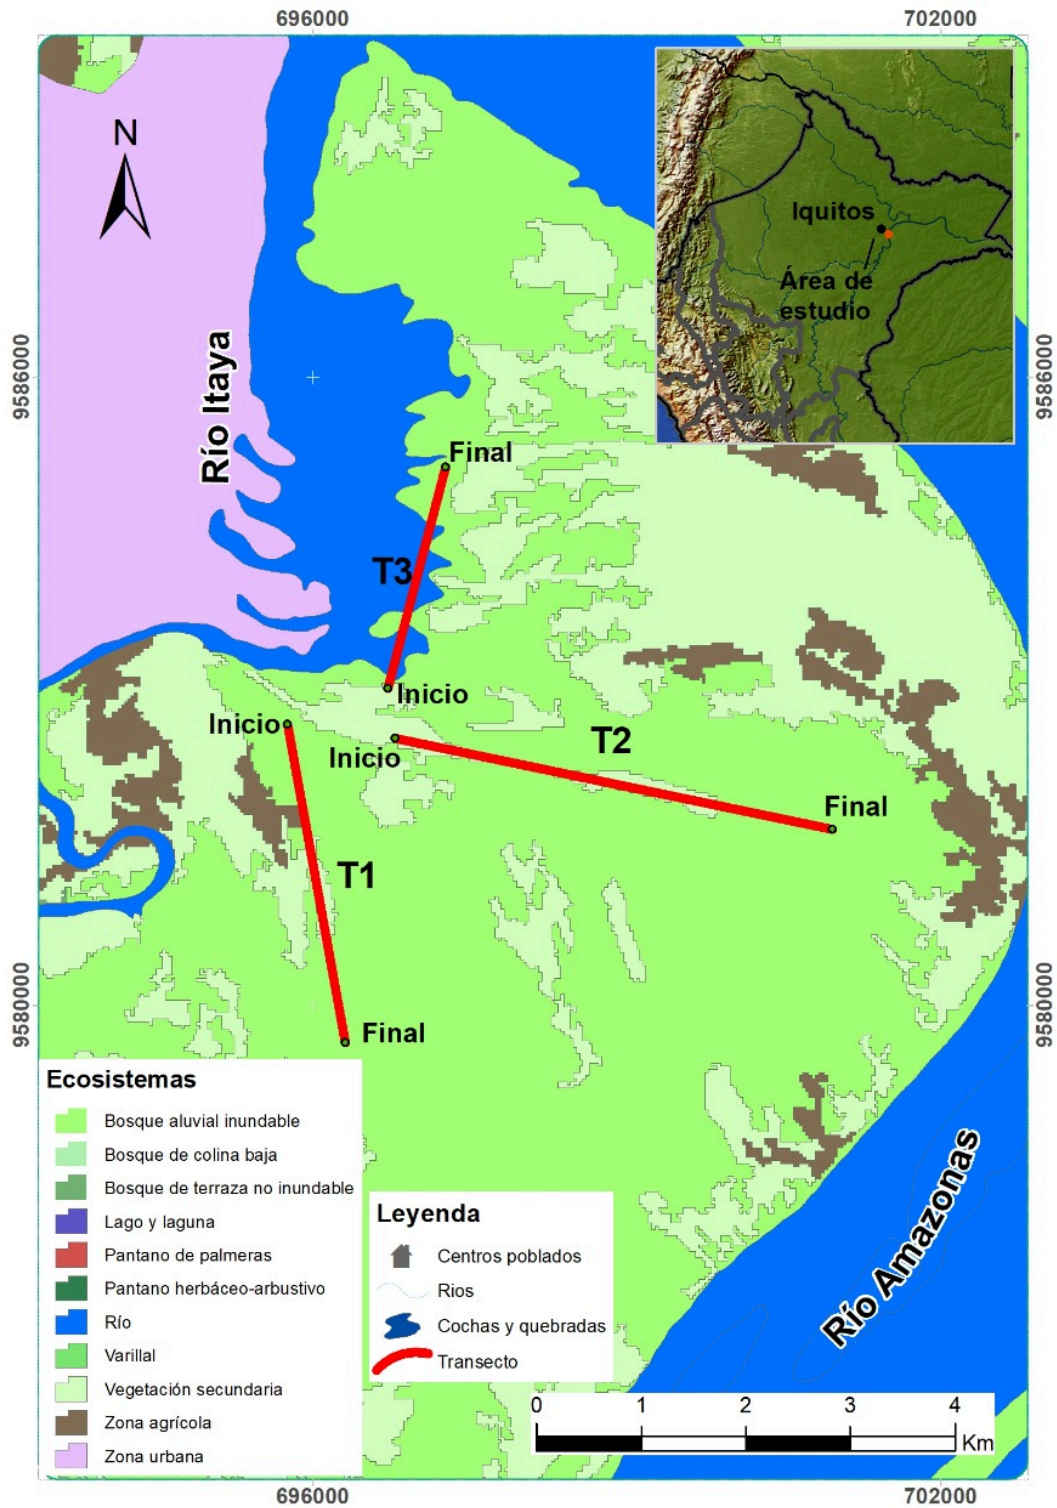 696000
702000
N
Iquitos
Área de
estudio
Río Itaya
9586000
9586000
Final
T3
Inicio
Inicio
Inicio
T2
Final
T1
9580000
9580000
Final
Ecosistemas
Bosque aluvial inundable
Bosque de colina baja
Bosque de terraza no inundable
Lago y laguna
Pantano de palmeras
Pantano herbáceo-arbustivo
Río
Varillal
Vegetación secundaria
Zona agrícola
Zona urbana
Leyenda
Centros poblados
Rios
Cochas y quebradas
Transecto
Río Amazonas
0 1 2 3 4
Km
696000
702000